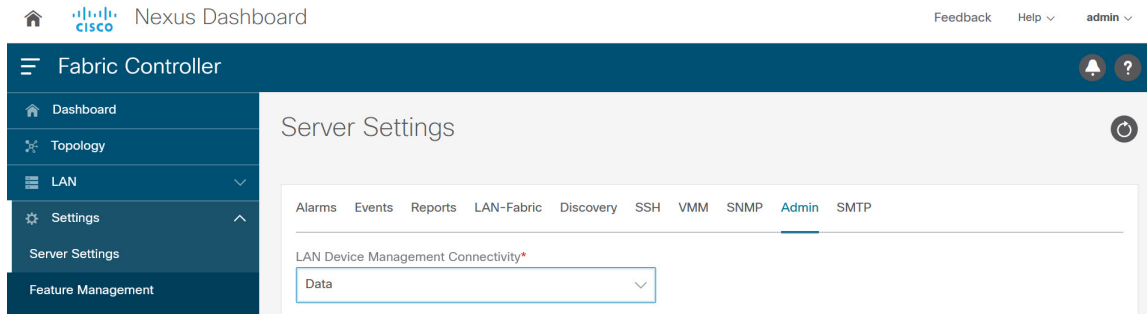 CISCO Nexus Dashboard Feedback Help admin
Fabric Controller ?
Dashboard
Topology
LAN
Settings
Server Settings
Feature Management
Server Settings
Alarms Events Reports LAN-Fabric Discovery SSH VMM SNMP Admin SMTP
LAN Device Management Connectivity*
Data